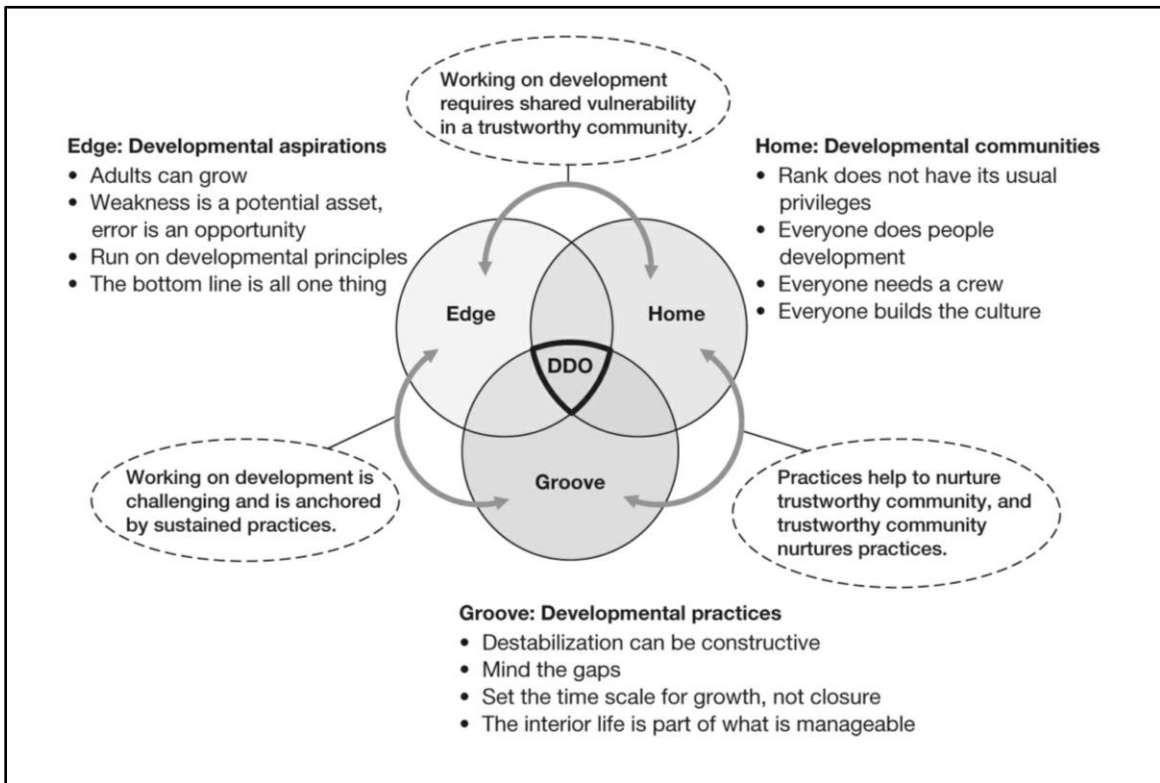 Working on development
requires shared vulnerability
in a trustworthy community.
Edge: Developmental aspirations
• Adults can grow
• Weakness is a potential asset,
error is an opportunity
• Run on developmental principles
• The bottom line is all one thing
Home: Developmental communities
• Rank does not have its usual
privileges
• Everyone does people
development
• Everyone needs a crew
• Everyone builds the culture
Edge
Home
DDO
Groove
Working on development is
challenging and is anchored
by sustained practices.
Practices help to nurture
trustworthy community, and
trustworthy community
nurtures practices.
Groove: Developmental practices
• Destabilization can be constructive
• Mind the gaps
• Set the time scale for growth, not closure
• The interior life is part of what is manageable